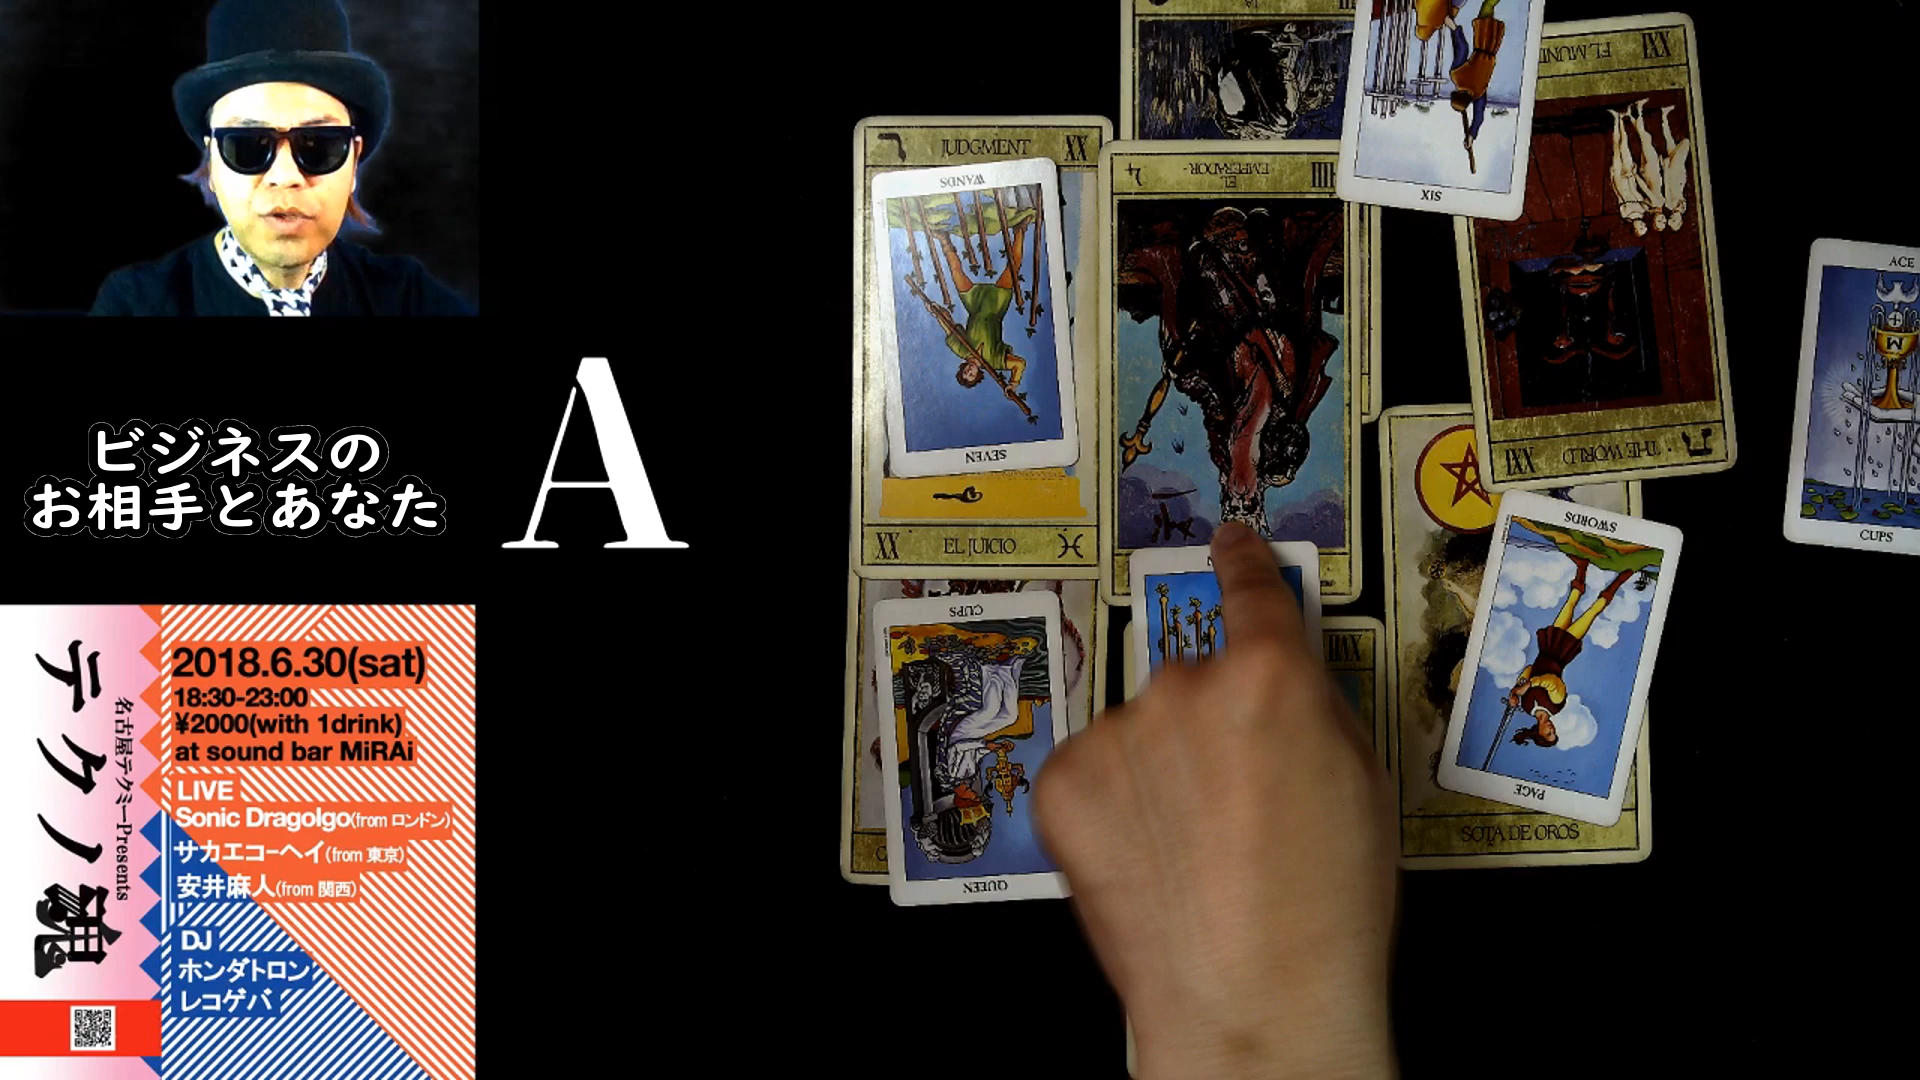 ビジネスの
お相手とあなた
A
テクノ魂
名古屋テクミーPresents
2018.6.30(sat)
18:30-23:00
¥2000(with 1drink)
at sound bar MiRAi
LIVE
Sonic Dragolgo(from ロンドン)
サカエコーヘイ(from 東京)
安井麻人(from 関西)
DJ
ホンダトロン
レコゲバ
JUDGMENT XX
WANDS
SEVEN
XX EL JUICIO
CUPS
QUEEN
EL
EMPERADOR
IIII
SIX
XXI
EL MUN
XXI THE WORLD
SWORDS
PAGE
SOTA DE OROS
XVII
ACE
CUPS